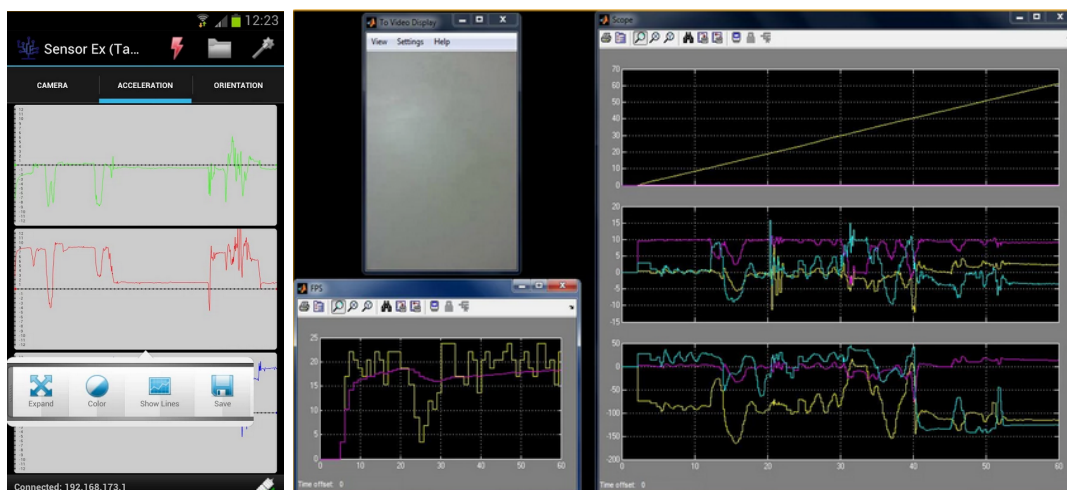 12:23
Sensor Ex (Ta...
CAMERA ACCELERATION ORIENTATION
Expand Color Show Lines Save
Connected: 192.168.173.1
To Video Display
View Settings Help
FPS
25
20
15
10
5
0
0 10 20 30 40 50 60
Time offset: 0
Scope
70
60
50
40
30
20
10
0
20
15
10
5
0
-5
-10
-15
50
0
-50
-100
-150
-200
0 10 20 30 40 50 60
Time offset: 0